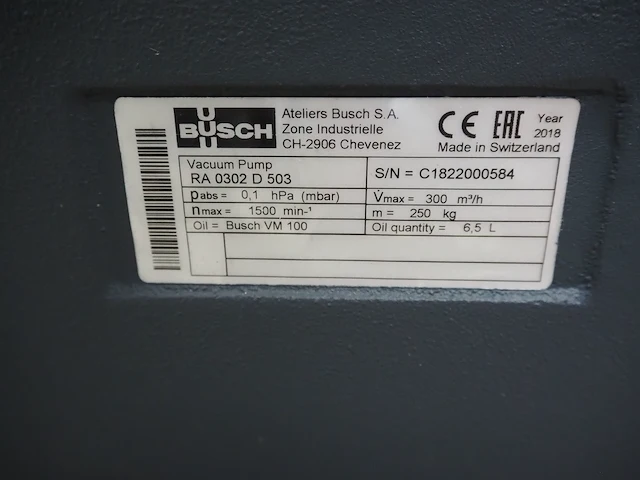 BUSCH
Ateliers Busch S.A.
Zone Industrielle
CH-2906 Chevenez
CE EAC Year 2018
Made in Switzerland
Vacuum Pump
RA 0302 D 503
S/N = C1822000584
pabs = 0,1 hPa (mbar)
V̇max = 300 m³/h
nmax = 1500 min-¹
m = 250 kg
Oil = Busch VM 100
Oil quantity = 6,5 L